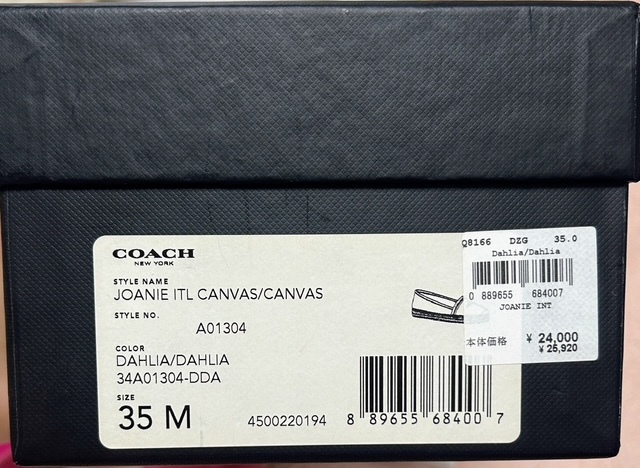 COACH
NEW YORK
STYLE NAME
JOANIE ITL CANVAS/CANVAS
STYLE NO.
A01304
COLOR
DAHLIA/DAHLIA
34A01304-DDA
SIZE
35 M
4500220194
8 89655 68400 7
Q8166 DZG 35.0
Dahlia/Dahlia
0 889655 684007
JOANIE INT
本体価格 ¥ 24,000
¥ 25,920